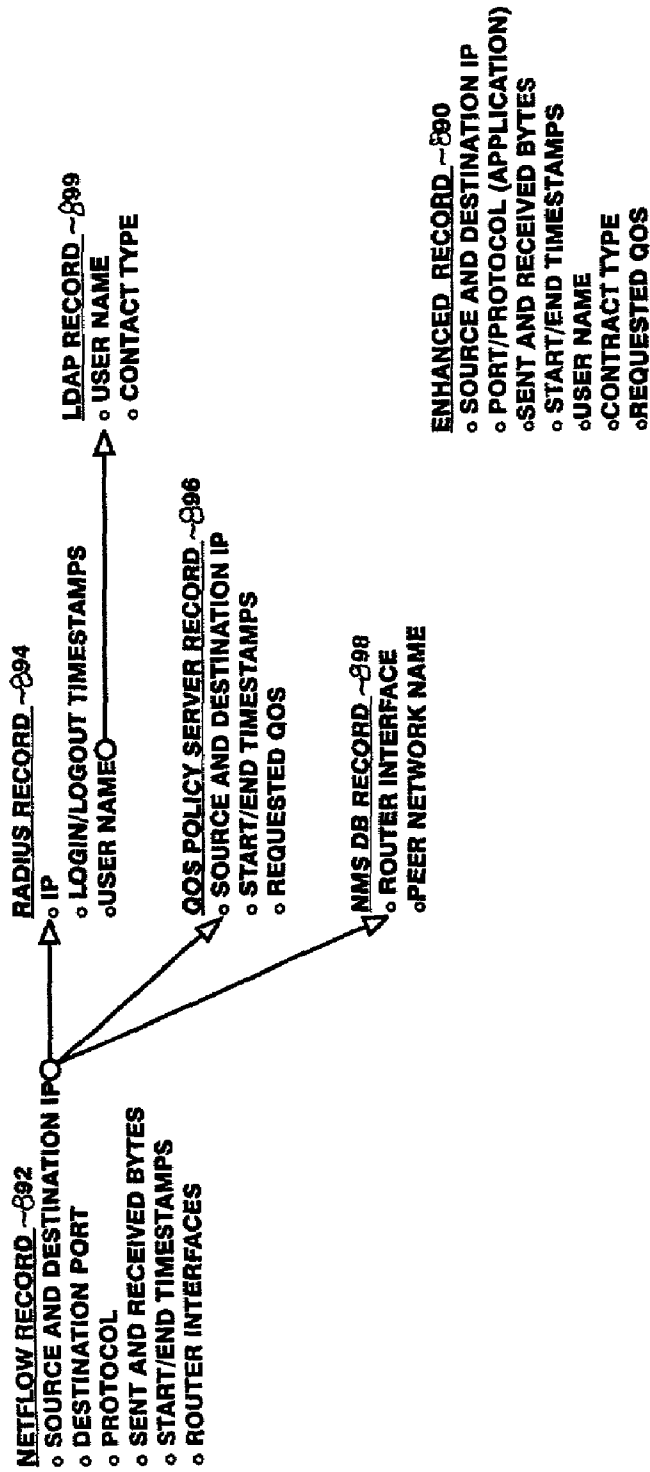 NETFLOW RECORD ~892
o SOURCE AND DESTINATION IP
o DESTINATION PORT
o PROTOCOL
o SENT AND RECEIVED BYTES
o START/END TIMESTAMPS
o ROUTER INTERFACES
RADIUS RECORD ~894
o IP
o LOGIN/LOGOUT TIMESTAMPS
o USER NAME
QOS POLICY SERVER RECORD ~896
o SOURCE AND DESTINATION IP
o START/END TIMESTAMPS
o REQUESTED QOS
NMS DB RECORD ~898
o ROUTER INTERFACE
o PEER NETWORK NAME
LDAP RECORD ~899
o USER NAME
o CONTACT TYPE
ENHANCED RECORD ~890
o SOURCE AND DESTINATION IP
o PORT/PROTOCOL (APPLICATION)
o SENT AND RECEIVED BYTES
o START/END TIMESTAMPS
o USER NAME
o CONTRACT TYPE
o REQUESTED QOS